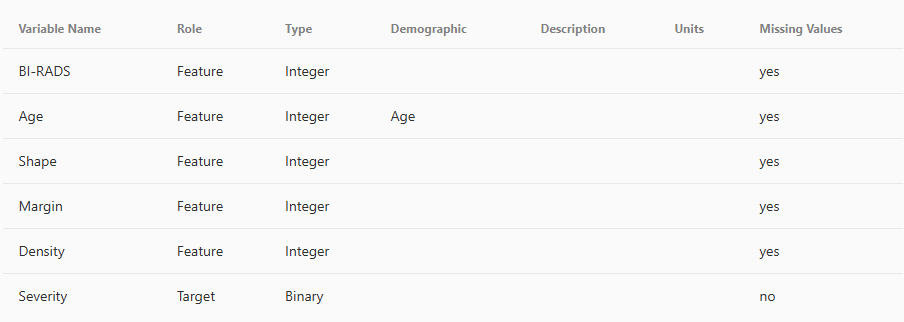 Variable Name Role Type Demographic Description Units Missing Values
BI-RADS Feature Integer yes
Age Feature Integer Age yes
Shape Feature Integer yes
Margin Feature Integer yes
Density Feature Integer yes
Severity Target Binary no